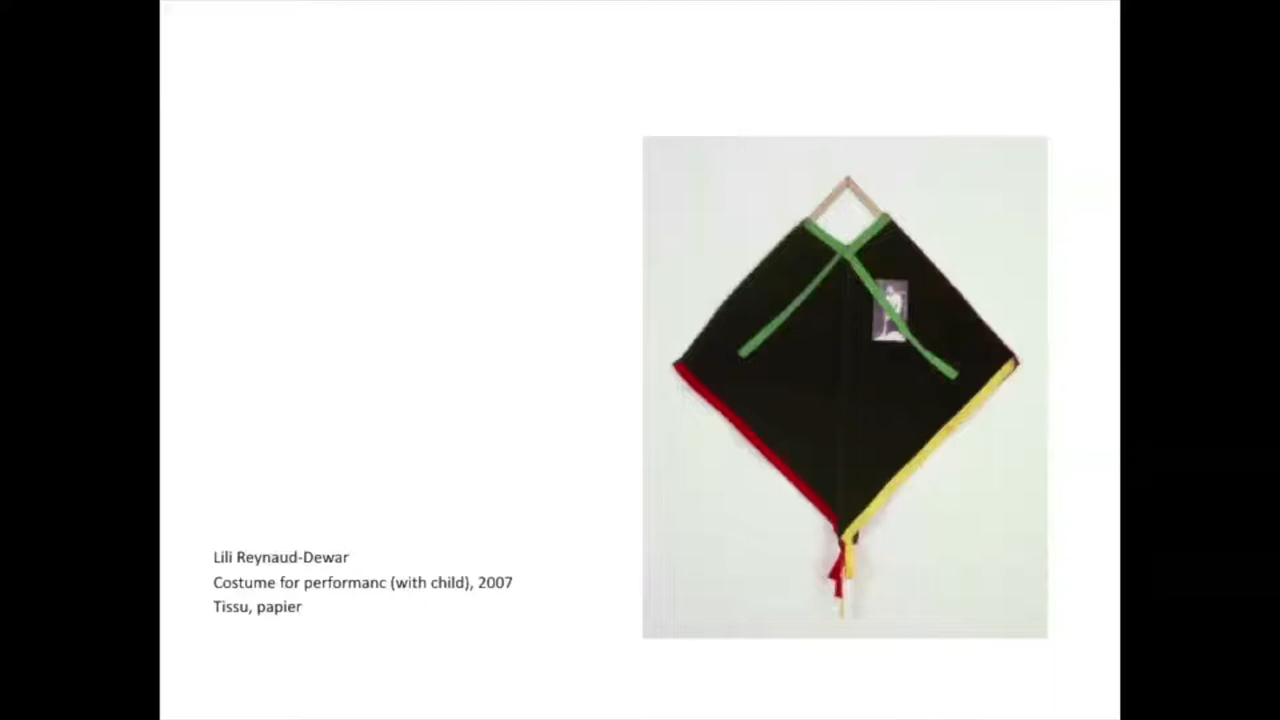 Lili Reynaud-Dewar
Costume for performanc (with child), 2007
Tissu, papier